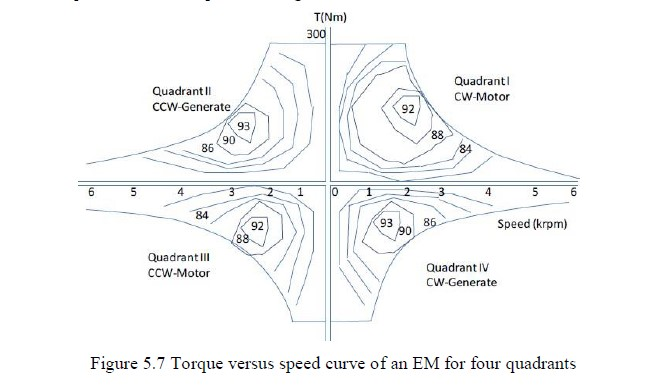 T(Nm)
300
Quadrant II
CCW-Generate
93
90
86
Quadrant I
CW-Motor
92
88
84
6 5 4 3 2 1 0 1 2 3 4 5 6
84
92
88
Quadrant III
CCW-Motor
93
90
86
Speed (krpm)
Quadrant IV
CW-Generate
Figure 5.7 Torque versus speed curve of an EM for four quadrants